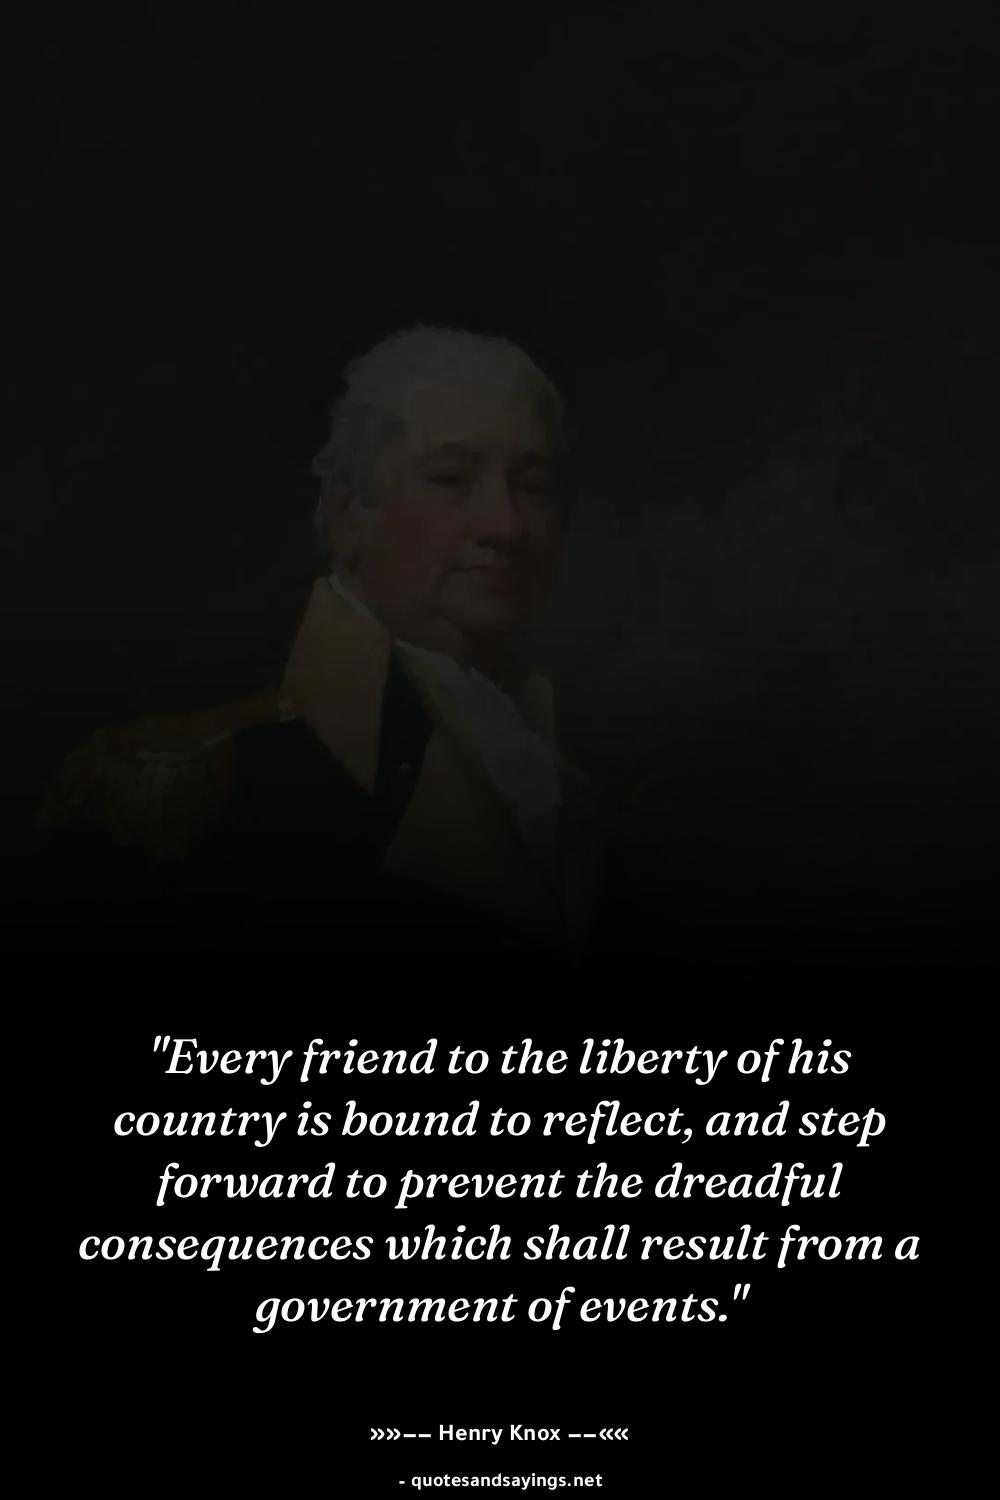 "Every friend to the liberty of his
country is bound to reflect, and step
forward to prevent the dreadful
consequences which shall result from a
government of events."
»»−− Henry Knox −−««
- quotesandsayings.net